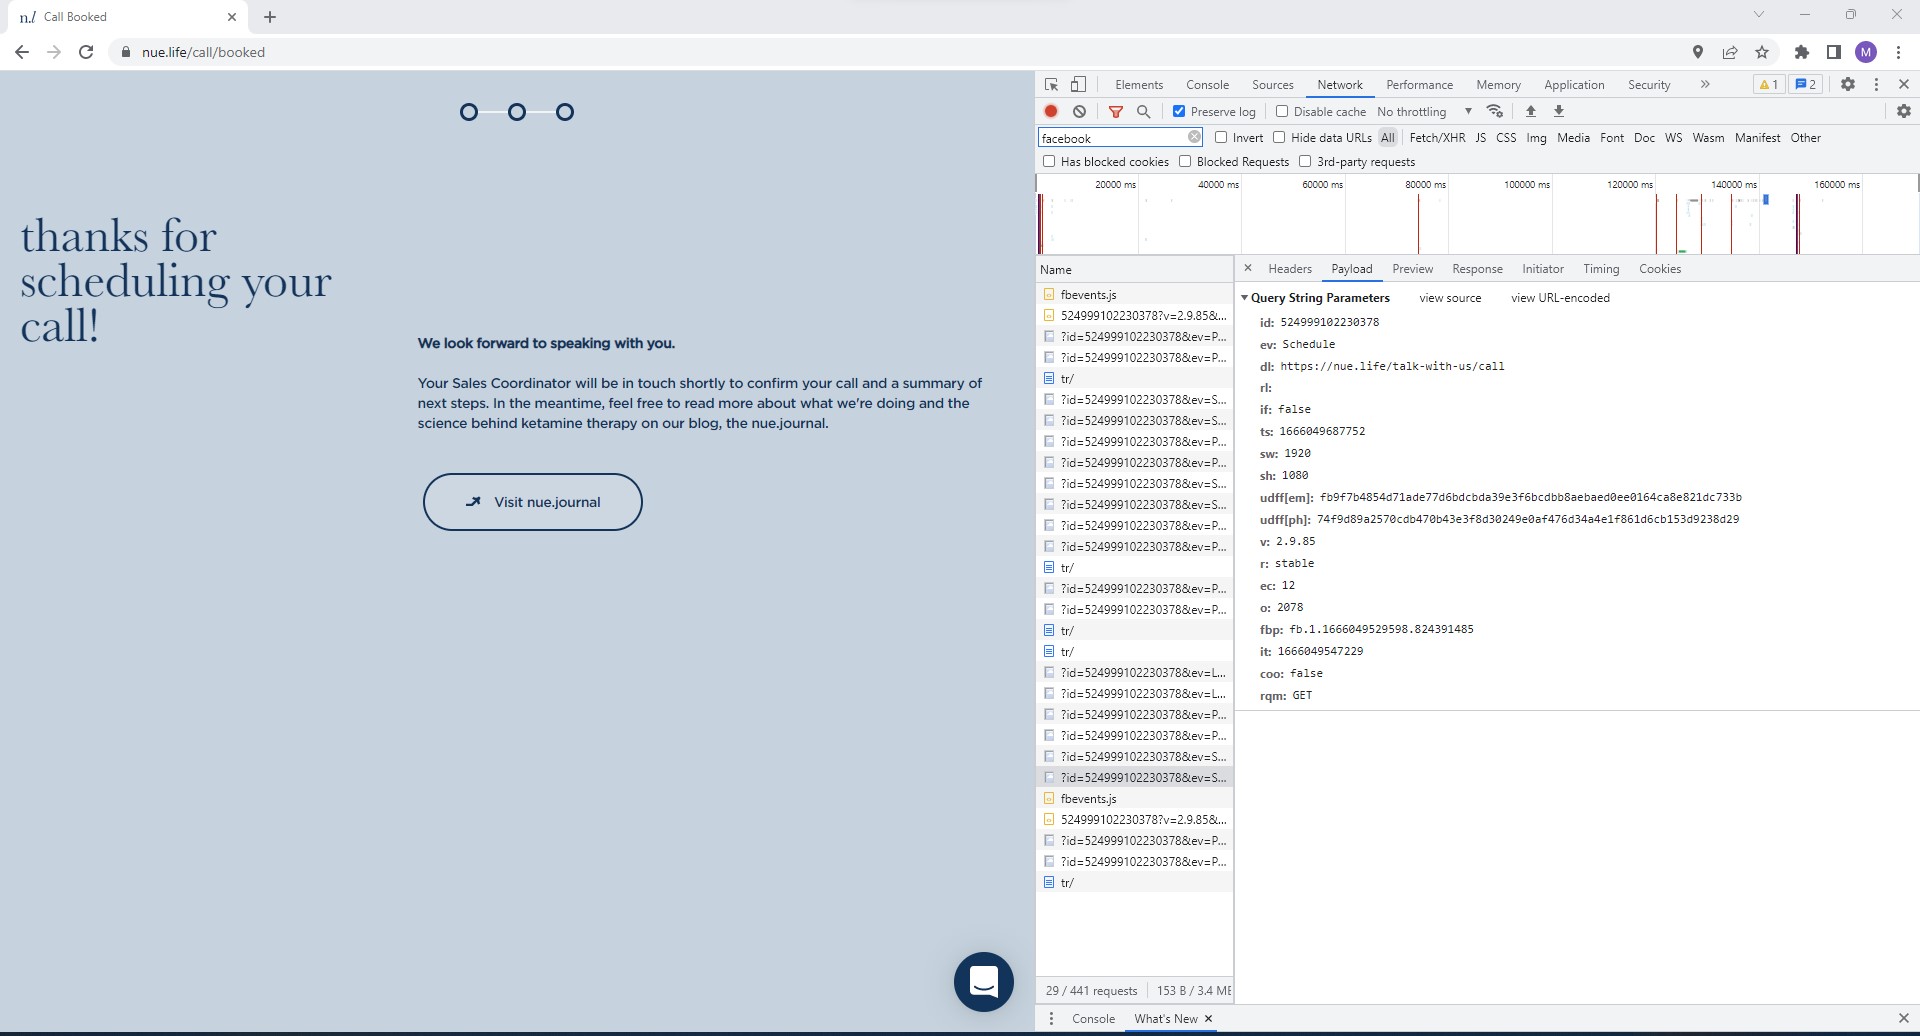 n.l Call Booked
nue.life/call/booked
M
thanks for
scheduling your
call!
We look forward to speaking with you.
Your Sales Coordinator will be in touch shortly to confirm your call and a summary of
next steps. In the meantime, feel free to read more about what we're doing and the
science behind ketamine therapy on our blog, the nue.journal.
Visit nue.journal
Elements Console Sources Network Performance Memory Application Security » 1 2
Preserve log Disable cache No throttling
facebook Invert Hide data URLs All Fetch/XHR JS CSS Img Media Font Doc WS Wasm Manifest Other
Has blocked cookies Blocked Requests 3rd-party requests
20000 ms 40000 ms 60000 ms 80000 ms 100000 ms 120000 ms 140000 ms 160000 ms
Name
fbevents.js
524999102230378?v=2.9.85&...
?id=524999102230378&ev=P...
?id=524999102230378&ev=P...
tr/
?id=524999102230378&ev=S...
?id=524999102230378&ev=S...
?id=524999102230378&ev=P...
?id=524999102230378&ev=P...
?id=524999102230378&ev=S...
?id=524999102230378&ev=S...
?id=524999102230378&ev=P...
?id=524999102230378&ev=P...
tr/
?id=524999102230378&ev=P...
?id=524999102230378&ev=P...
tr/
tr/
?id=524999102230378&ev=L...
?id=524999102230378&ev=L...
?id=524999102230378&ev=P...
?id=524999102230378&ev=P...
?id=524999102230378&ev=S...
?id=524999102230378&ev=S...
fbevents.js
524999102230378?v=2.9.85&...
?id=524999102230378&ev=P...
?id=524999102230378&ev=P...
tr/
29 / 441 requests 153 B / 3.4 ME
Headers Payload Preview Response Initiator Timing Cookies
Query String Parameters view source view URL-encoded
id: 524999102230378
ev: Schedule
dl: https://nue.life/talk-with-us/call
rl:
if: false
ts: 1666049687752
sw: 1920
sh: 1080
udff[em]: fb9f7b4854d71ade77d6bdcbda39e3f6bcdbb8aebaed0ee0164ca8e821dc733b
udff[ph]: 74f9d89a2570cdb470b43e3f8d30249e0af476d34a4e1f861d6cb153d9238d29
v: 2.9.85
r: stable
ec: 12
o: 2078
fbp: fb.1.1666049529598.824391485
it: 1666049547229
coo: false
rqm: GET
Console What's New